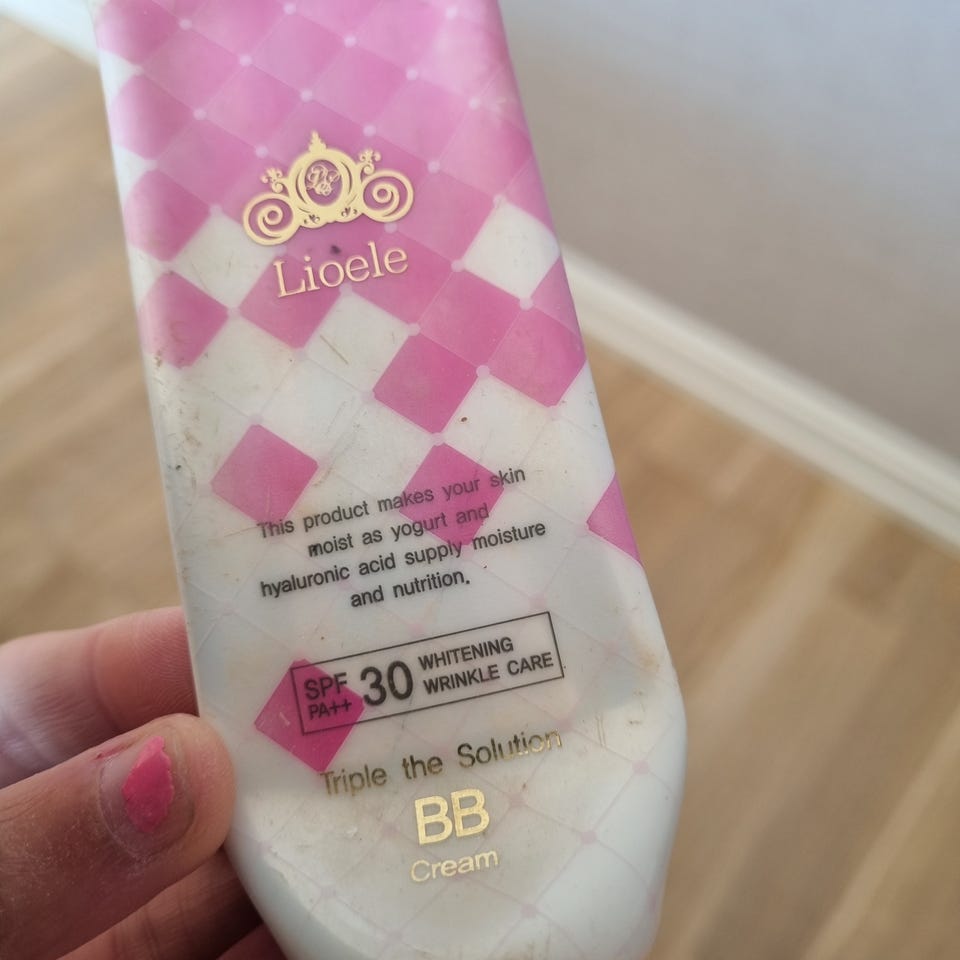 Lioele
This product makes your skin
moist as yogurt and
hyaluronic acid supply moisture
and nutrition.
SPF 30 WHITENING
PA++ WRINKLE CARE
Triple the Solution
BB
Cream